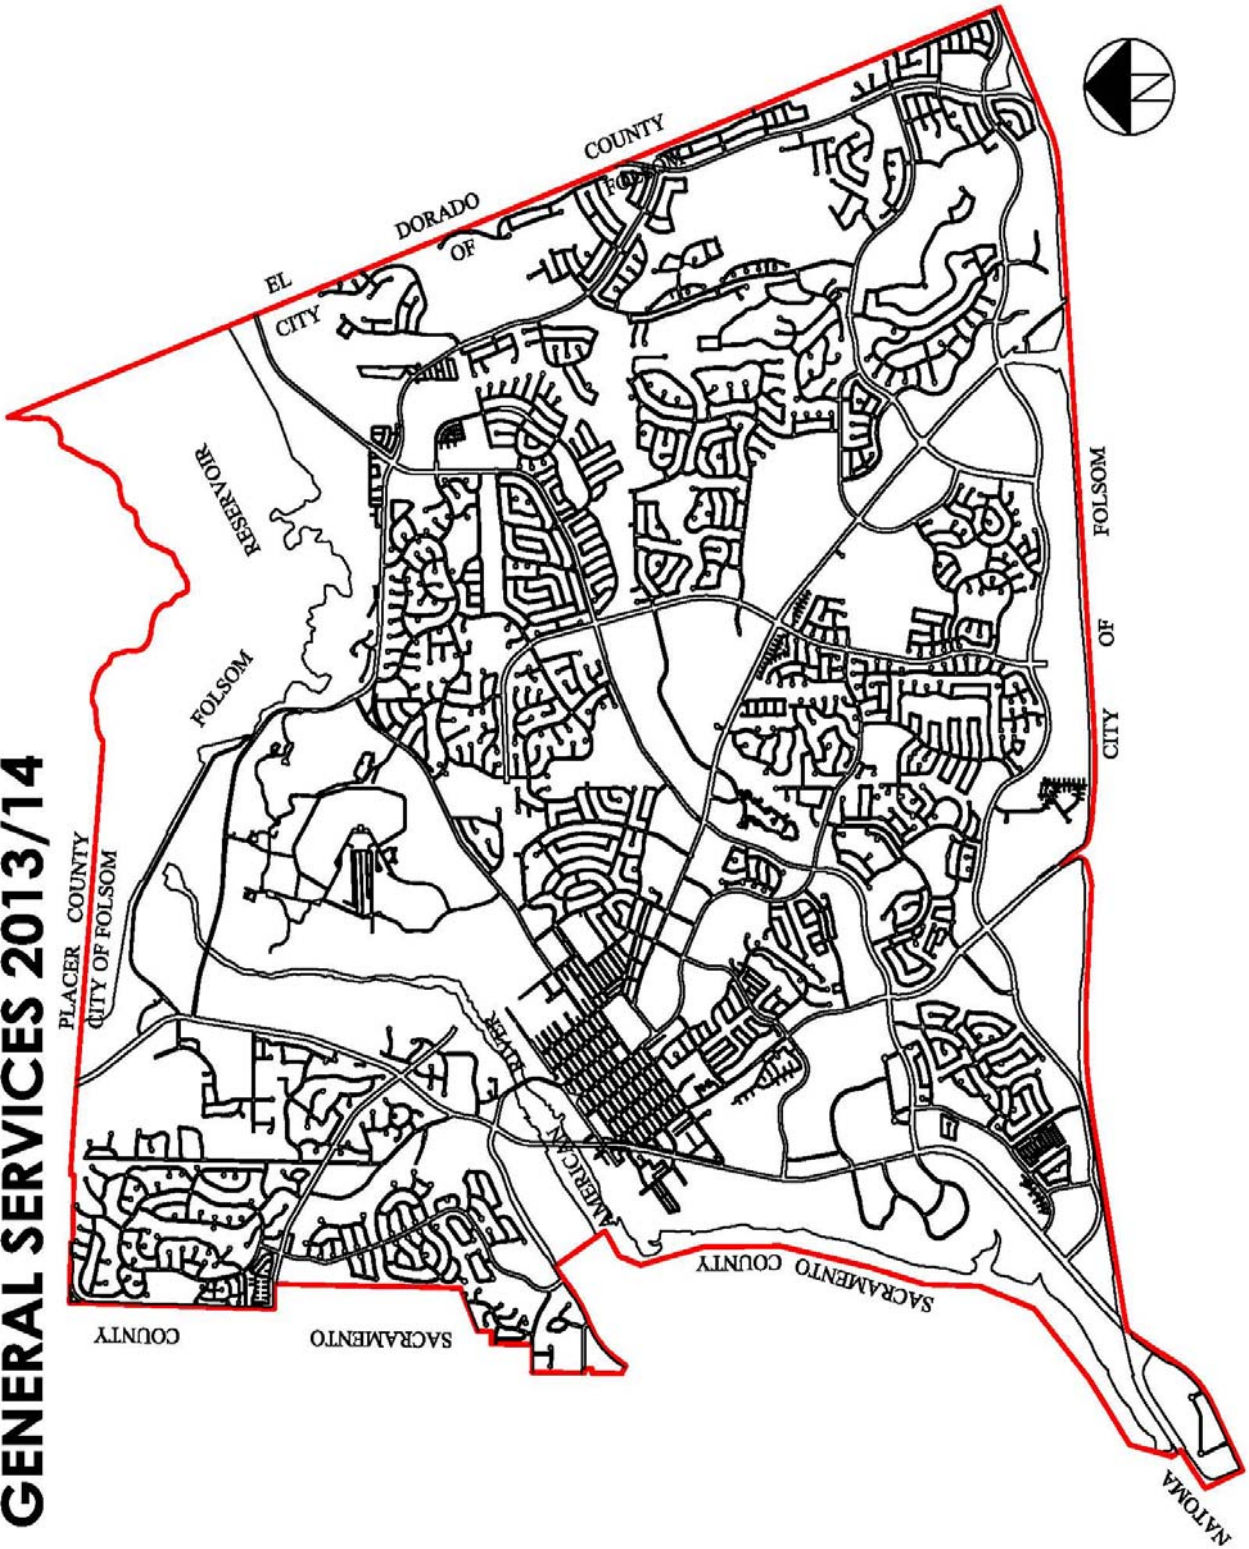 GENERAL SERVICES 2013/14
PLACER COUNTY
CITY OF FOLSOM
FOLSOM
RESERVOIR
EL DORADO COUNTY
CITY OF FOLSOM
AMERICAN RIVER
SACRAMENTO COUNTY
SACRAMENTO COUNTY
CITY OF FOLSOM
NATOMA
N